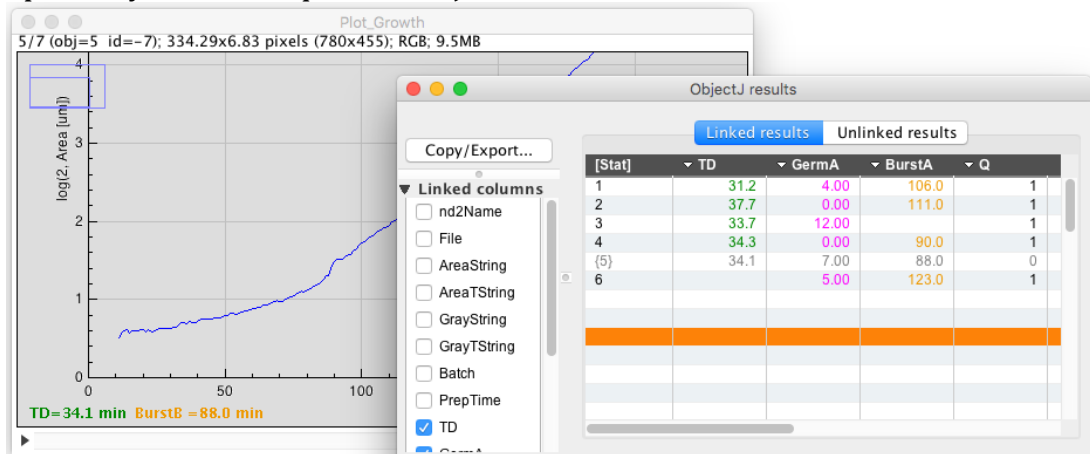 Plot_Growth
5/7 (obj=5 id=-7); 334.29x6.83 pixels (780x455); RGB; 9.5MB
4
3
2
1
0
log(2, Area [um])
0 50 100
TD=34.1 min BurstB =88.0 min
ObjectJ results
Linked results Unlinked results
Copy/Export...
Linked columns
nd2Name
File
AreaString
AreaTString
GrayString
GrayTString
Batch
PrepTime
TD
[Stat] TD GermA BurstA Q
1 31.2 4.00 106.0 1
2 37.7 0.00 111.0 1
3 33.7 12.00 1
4 34.3 0.00 90.0 1
{5} 34.1 7.00 88.0 0
6 5.00 123.0 1